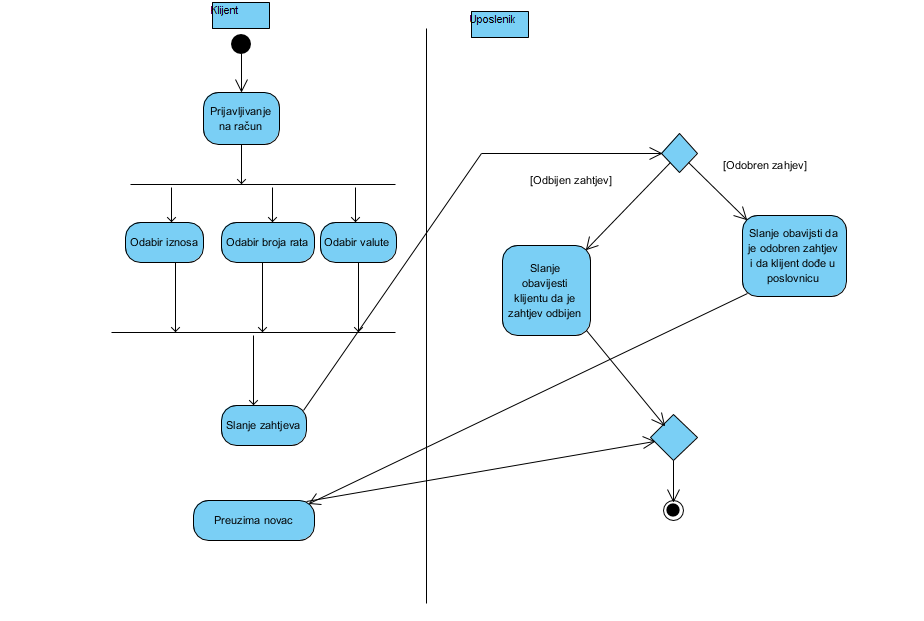 Klijent
Uposlenik
Prijavljivanje
na račun
[Odbijen zahtjev]
[Odobren zahjev]
Odabir iznosa
Odabir broja rata
Odabir valute
Slanje obavijsti da
je odobren zahtjev
i da klijent dođe u
poslovnicu
Slanje
obavijesti
klijentu da je
zahtjev odbijen
Slanje zahtjeva
Preuzima novac